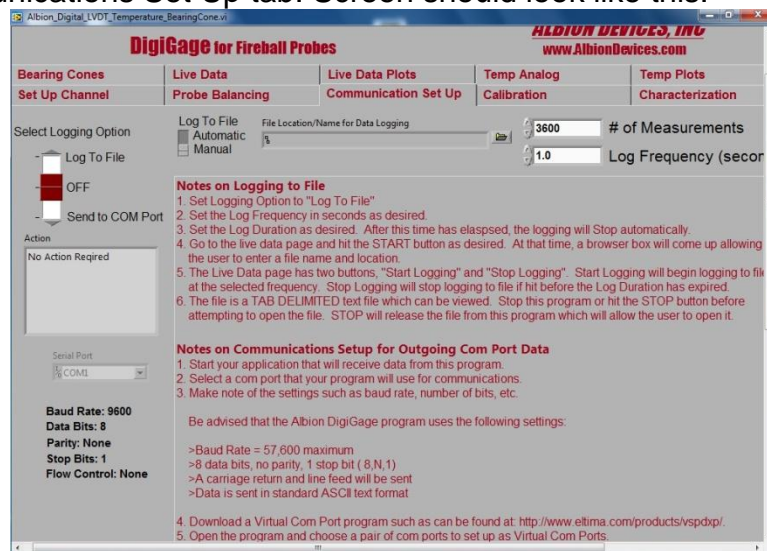 nications Set Up tab. Screen should look like this:
Albion_Digital_LVDT_Temperature_BearingCone.vi
DigiGage for Fireball Probes
ALBION DEVICES, INC
www.AlbionDevices.com
Bearing Cones
Live Data
Live Data Plots
Temp Analog
Temp Plots
Set Up Channel
Probe Balancing
Communication Set Up
Calibration
Characterization
Select Logging Option
Log To File
OFF
Send to COM Port
Log To File
Automatic
Manual
File Location/Name for Data Logging
3600
# of Measurements
1.0
Log Frequency (secor
Action
No Action Reqired
Serial Port
COM1
Baud Rate: 9600
Data Bits: 8
Parity: None
Stop Bits: 1
Flow Control: None
Notes on Logging to File
1. Set Logging Option to "Log To File"
2. Set the Log Frequency in seconds as desired.
3. Set the Log Duration as desired. After this time has elaspsed, the logging will Stop automatically.
4. Go to the live data page and hit the START button as desired. At that time, a browser box will come up allowing
the user to enter a file name and location.
5. The Live Data page has two buttons, "Start Logging" and "Stop Logging". Start Logging will begin logging to file
at the selected frequency. Stop Logging will stop logging to file if hit before the Log Duration has expired.
6. The file is a TAB DELIMITED text file which can be viewed. Stop this program or hit the STOP button before
attempting to open the file. STOP will release the file from this program which will allow the user to open it.
Notes on Communications Setup for Outgoing Com Port Data
1. Start your application that will receive data from this program.
2. Select a com port that your program will use for communications.
3. Make note of the settings such as baud rate, number of bits, etc.
Be advised that the Albion DigiGage program uses the following settings:
>Baud Rate = 57,600 maximum
>8 data bits, no parity, 1 stop bit ( 8,N,1)
>A carriage return and line feed will be sent
>Data is sent in standard ASCII text format
4. Download a Virtual Com Port program such as can be found at: http://www.eltima.com/products/vspdxp/.
5. Open the program and choose a pair of com ports to set up as Virtual Com Ports.